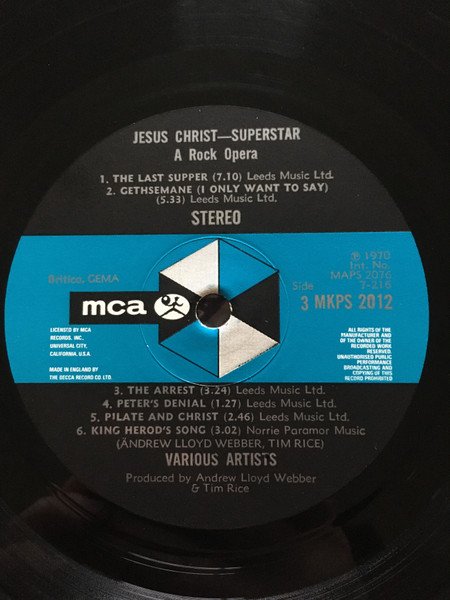 JESUS CHRIST—SUPERSTAR
A Rock Opera
1. THE LAST SUPPER (7.10) Leeds Music Ltd.
2. GETHSEMANE (I ONLY WANT TO SAY)
(5.33) Leeds Music Ltd.
STEREO
Britico, GEMA
℗ 1970
Int. No.
MAPS 2076
7-216
Side
3 MKPS 2012
mca
LICENSED BY MCA
RECORDS, INC.,
UNIVERSAL CITY,
CALIFORNIA, U.S.A.
MADE IN ENGLAND BY
THE DECCA RECORD CO LTD.
ALL RIGHTS OF THE
MANUFACTURER AND
OF THE OWNER OF THE
RECORDED WORK
RESERVED.
UNAUTHORISED PUBLIC
PERFORMANCE
BROADCASTING AND
COPYING OF THIS
RECORD PROHIBITED
3. THE ARREST (3.24) Leeds Music Ltd.
4. PETER'S DENIAL (1.27) Leeds Music Ltd.
5. PILATE AND CHRIST (2.46) Leeds Music Ltd.
6. KING HEROD'S SONG (3.02) Norrie Paramor Music
(ANDREW LLOYD WEBBER, TIM RICE)
VARIOUS ARTISTS
Produced by Andrew Lloyd Webber
& Tim Rice